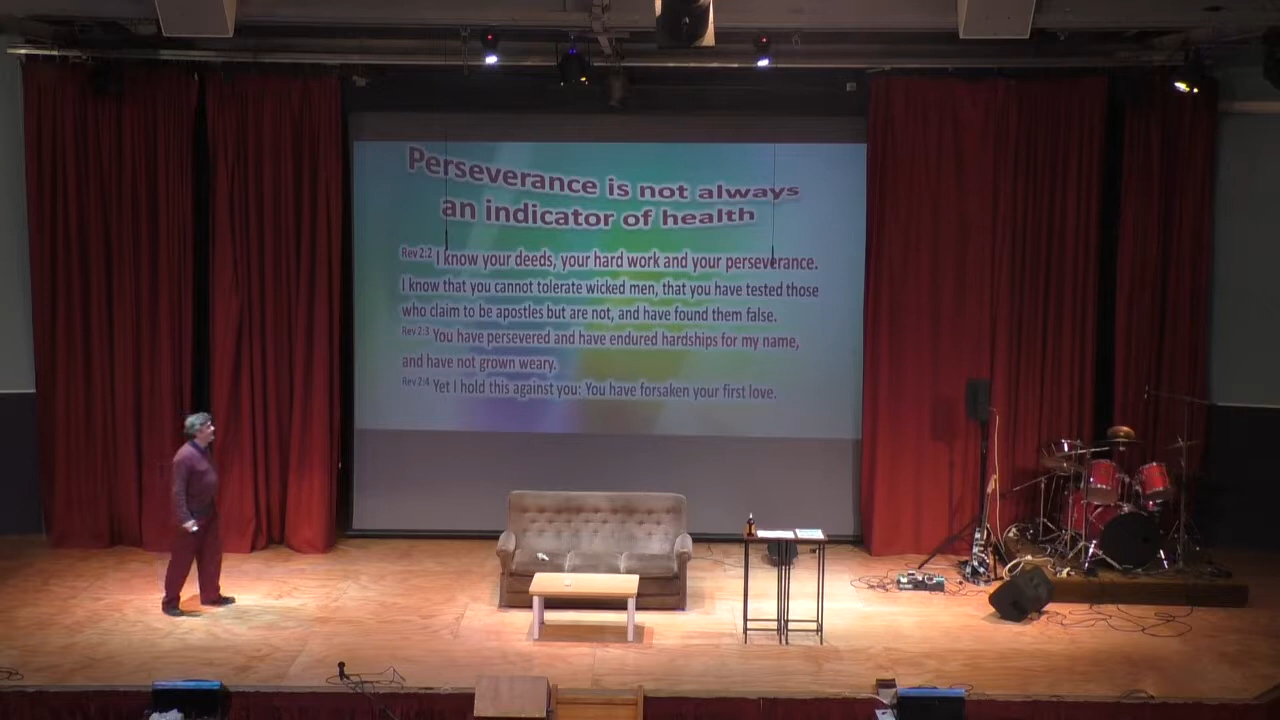 Perseverance is not always
an indicator of health
Rev 2:2 I know your deeds, your hard work and your perseverance.
I know that you cannot tolerate wicked men, that you have tested those
who claim to be apostles but are not, and have found them false.
Rev 2:3 You have persevered and have endured hardships for my name,
and have not grown weary.
Rev 2:4 Yet I hold this against you: You have forsaken your first love.